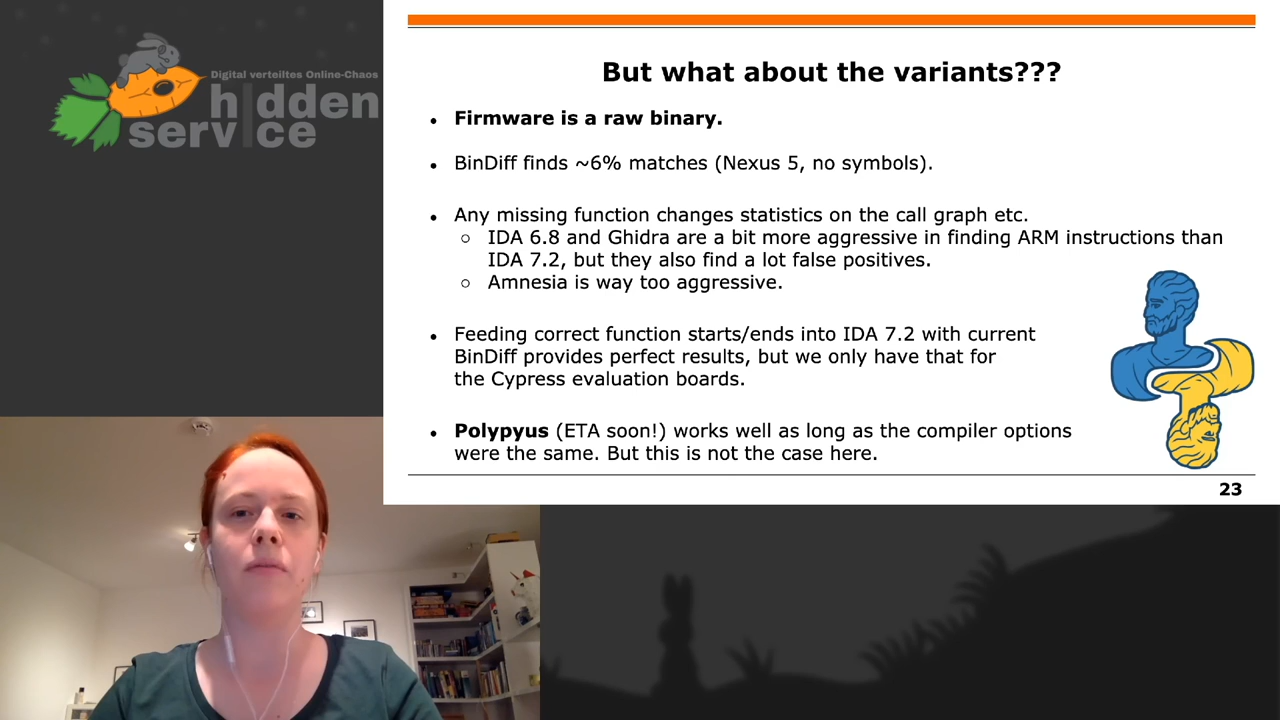 Digital verteiltes Online-Chaos
h|dden
serv|ce
But what about the variants???
• Firmware is a raw binary.
• BinDiff finds ~6% matches (Nexus 5, no symbols).
• Any missing function changes statistics on the call graph etc.
○ IDA 6.8 and Ghidra are a bit more aggressive in finding ARM instructions than
IDA 7.2, but they also find a lot false positives.
○ Amnesia is way too aggressive.
• Feeding correct function starts/ends into IDA 7.2 with current
BinDiff provides perfect results, but we only have that for
the Cypress evaluation boards.
• Polypyus (ETA soon!) works well as long as the compiler options
were the same. But this is not the case here.
23